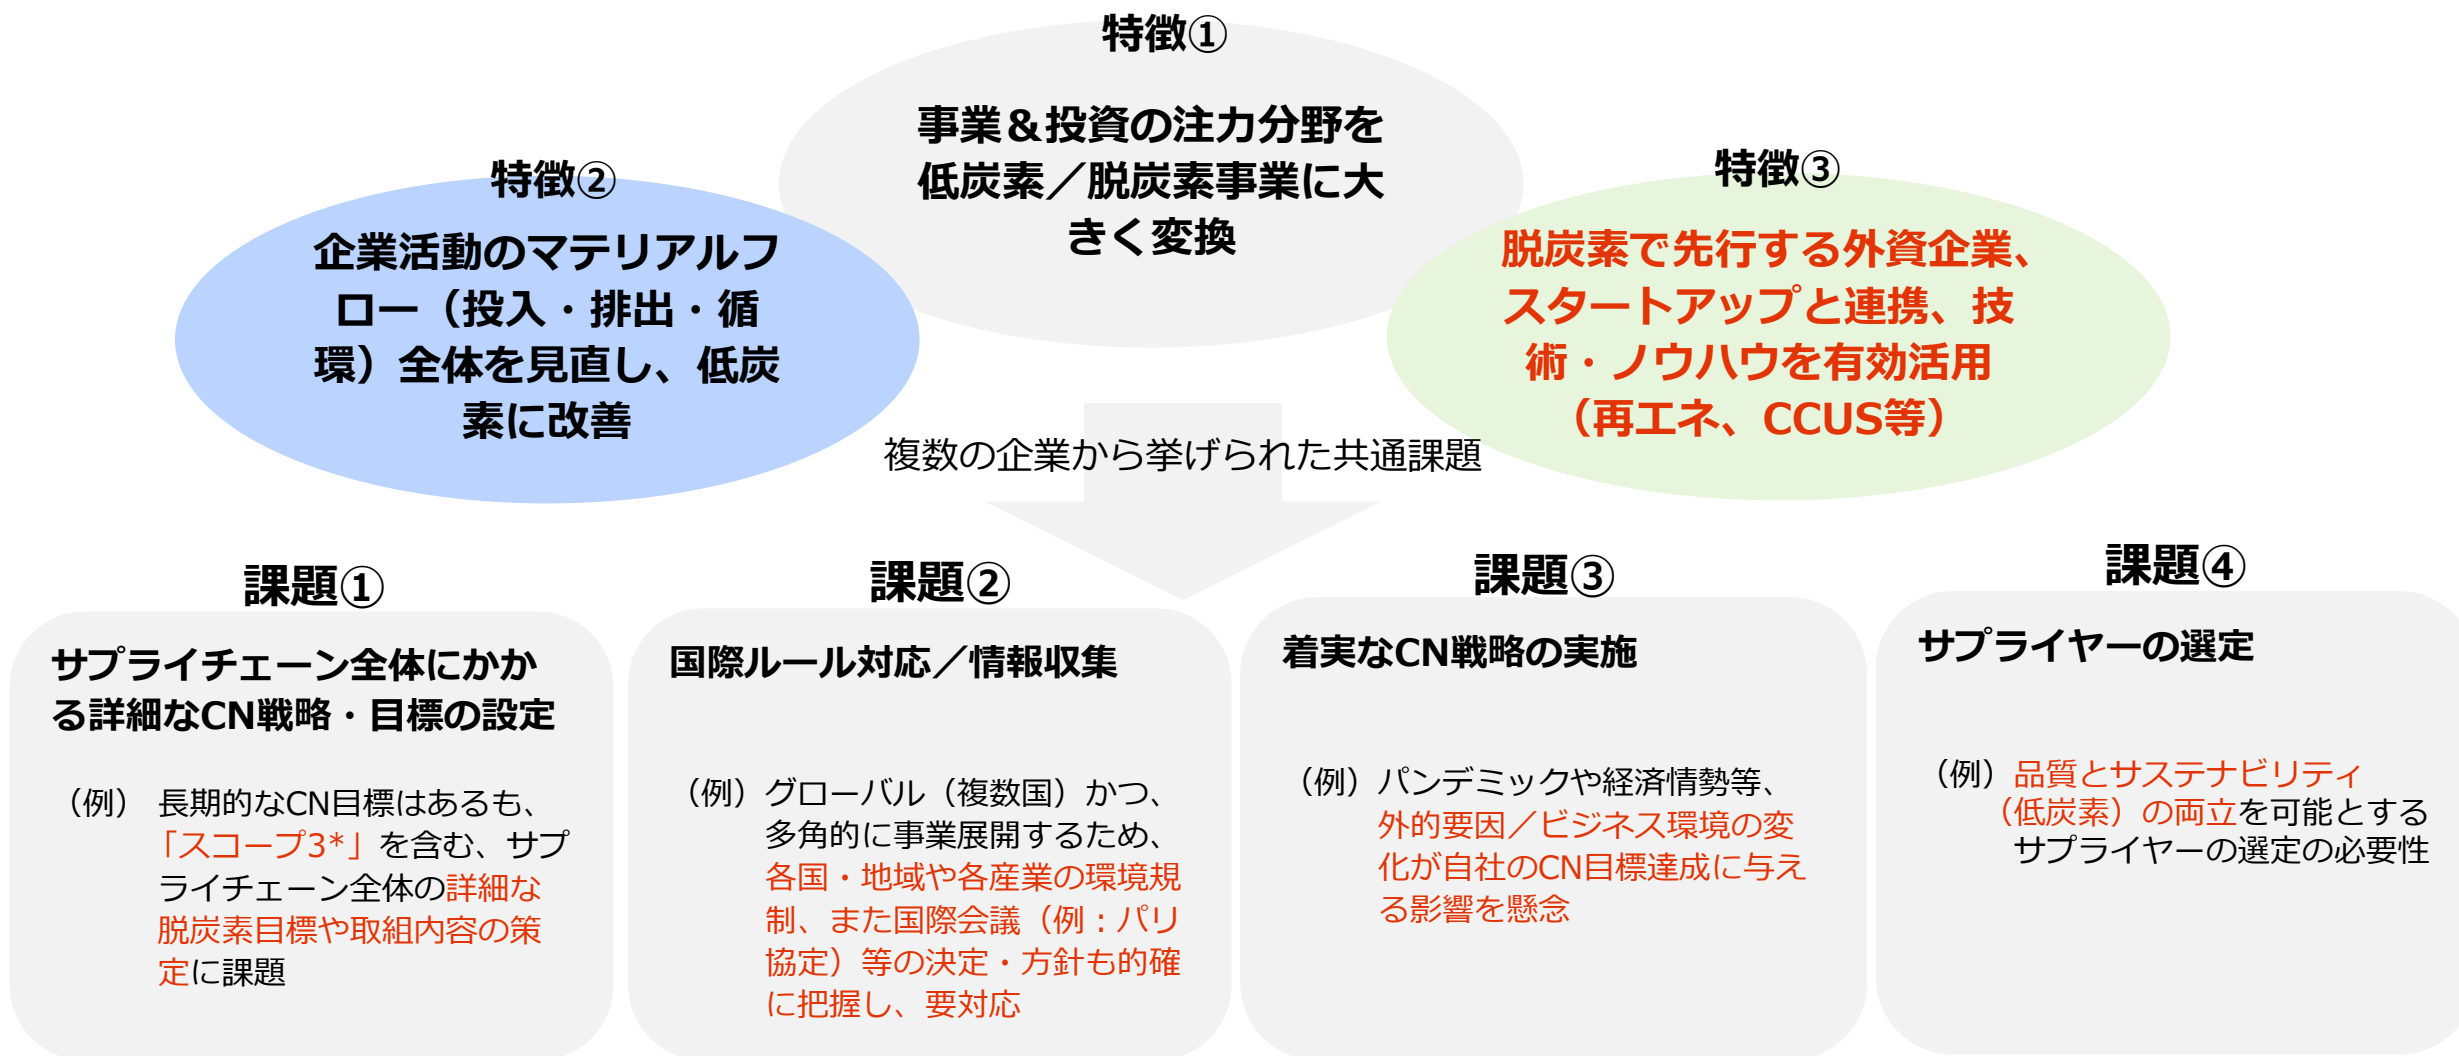 特徴①
事業＆投資の注力分野を
低炭素／脱炭素事業に大
きく変換
特徴②
企業活動のマテリアルフ
ロー（投入・排出・循
環）全体を見直し、低炭
素に改善
特徴③
脱炭素で先行する外資企業、
スタートアップと連携、技
術・ノウハウを有効活用
（再エネ、CCUS等）
複数の企業から挙げられた共通課題
課題①
サプライチェーン全体にかか
る詳細なCN戦略・目標の設定
（例） 長期的なCN目標はあるも、
「スコープ3*」を含む、サプ
ライチェーン全体の詳細な
脱炭素目標や取組内容の策
定に課題
課題②
国際ルール対応／情報収集
（例）グローバル（複数国）かつ、
多角的に事業展開するため、
各国・地域や各産業の環境規
制、また国際会議（例：パリ
協定）等の決定・方針も的確
に把握し、要対応
課題③
着実なCN戦略の実施
（例）パンデミックや経済情勢等、
外的要因／ビジネス環境の変
化が自社のCN目標達成に与え
る影響を懸念
課題④
サプライヤーの選定
（例）品質とサステナビリティ
（低炭素）の両立を可能とする
サプライヤーの選定の必要性